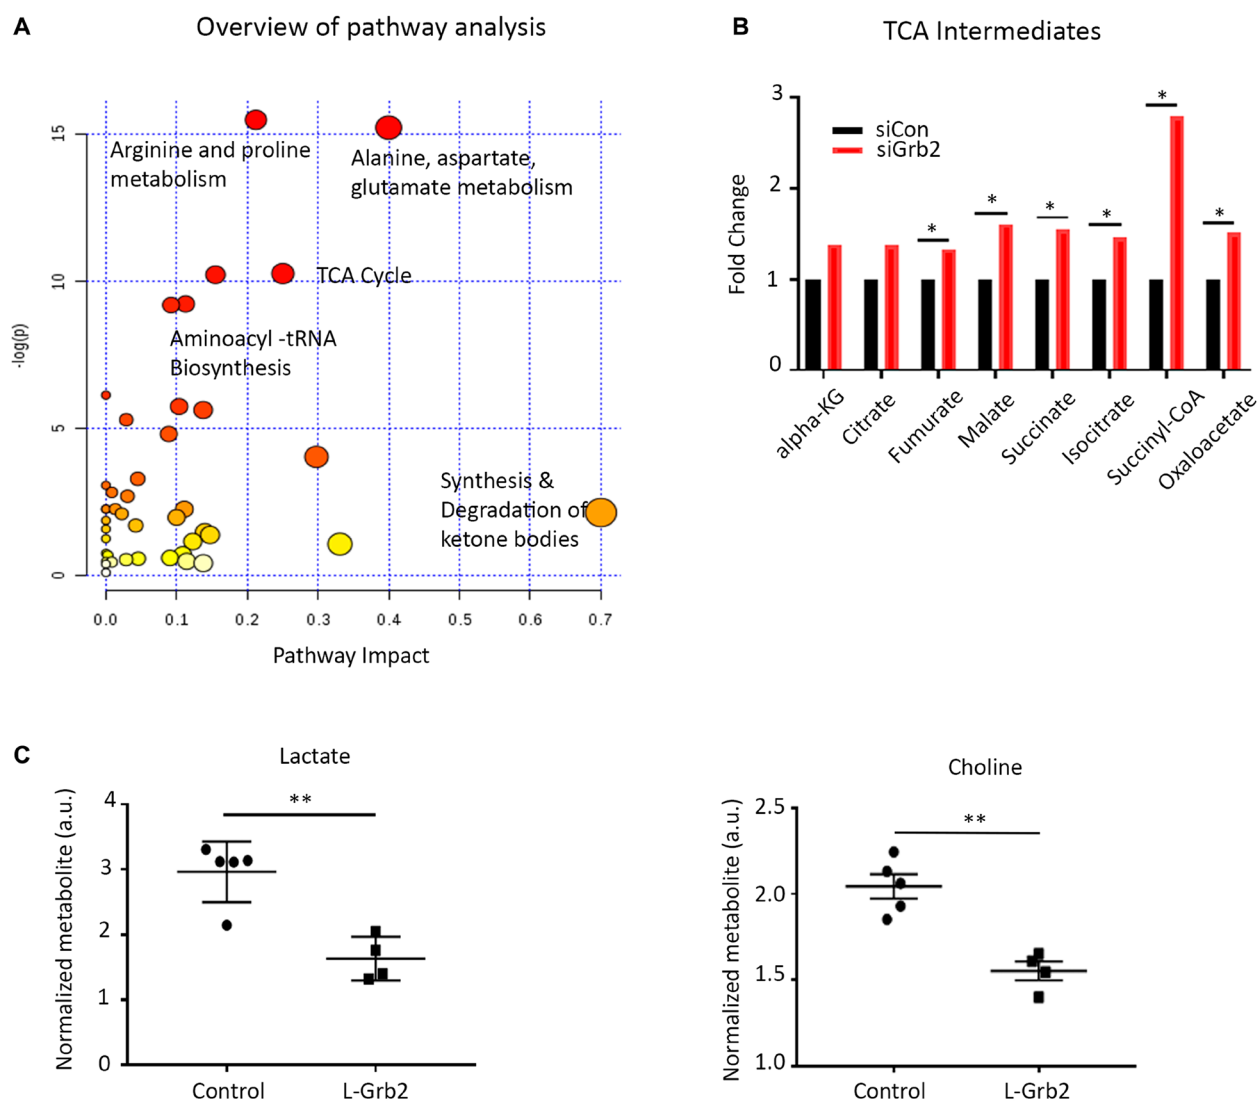 A
Overview of pathway analysis
15
10
5
0
-log(p)
Arginine and proline
metabolism
Alanine, aspartate,
glutamate metabolism
TCA Cycle
Aminoacyl -tRNA
Biosynthesis
Synthesis &
Degradation of
ketone bodies
0.0 0.1 0.2 0.3 0.4 0.5 0.6 0.7
Pathway Impact
B
TCA Intermediates
3
2
1
0
Fold Change
siCon
siGrb2
*
*
*
*
*
*
alpha-KG
Citrate
Fumurate
Malate
Succinate
Isocitrate
Succinyl-CoA
Oxaloacetate
C
Lactate
**
4
3
2
1
0
Normalized metabolite (a.u.)
Control L-Grb2
Choline
**
2.5
2.0
1.5
1.0
Normalized metabolite (a.u.)
Control L-Grb2